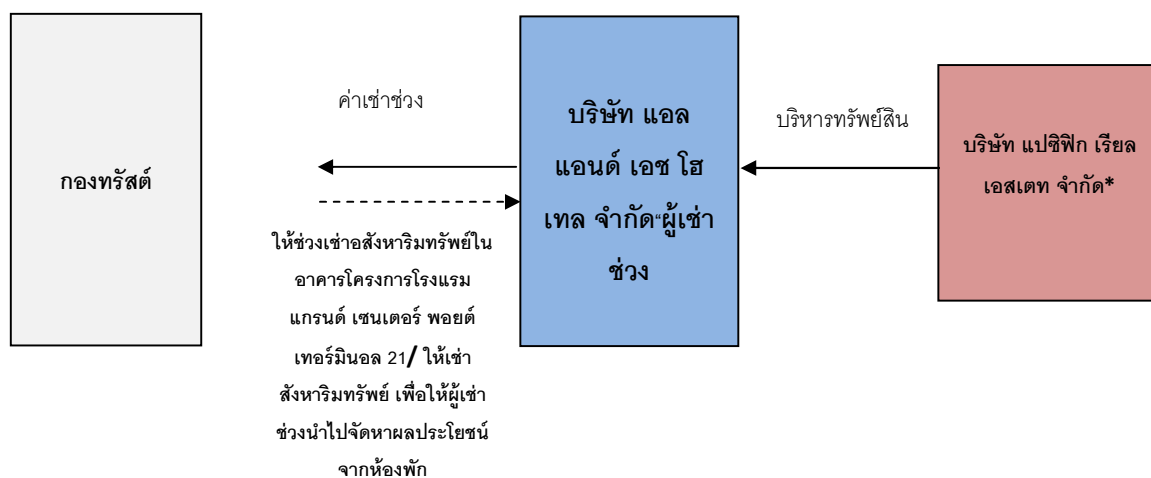 กองทรัสต์
ค่าเช่าช่วง
ให้ช่วงเช่าอสังหาริมทรัพย์ใน
อาคารโครงการโรงแรม
แกรนด์ เซนเตอร์ พอยต์
เทอร์มินอล 21/ ให้เช่า
สังหาริมทรัพย์ เพื่อให้ผู้เช่า
ช่วงนำไปจัดหาผลประโยชน์
จากห้องพัก
บริษัท แอล
แอนด์ เอช โฮ
เทล จำกัด“ผู้เช่า
ช่วง
บริหารทรัพย์สิน
บริษัท แปซิฟิก เรียล
เอสเตท จำกัด*